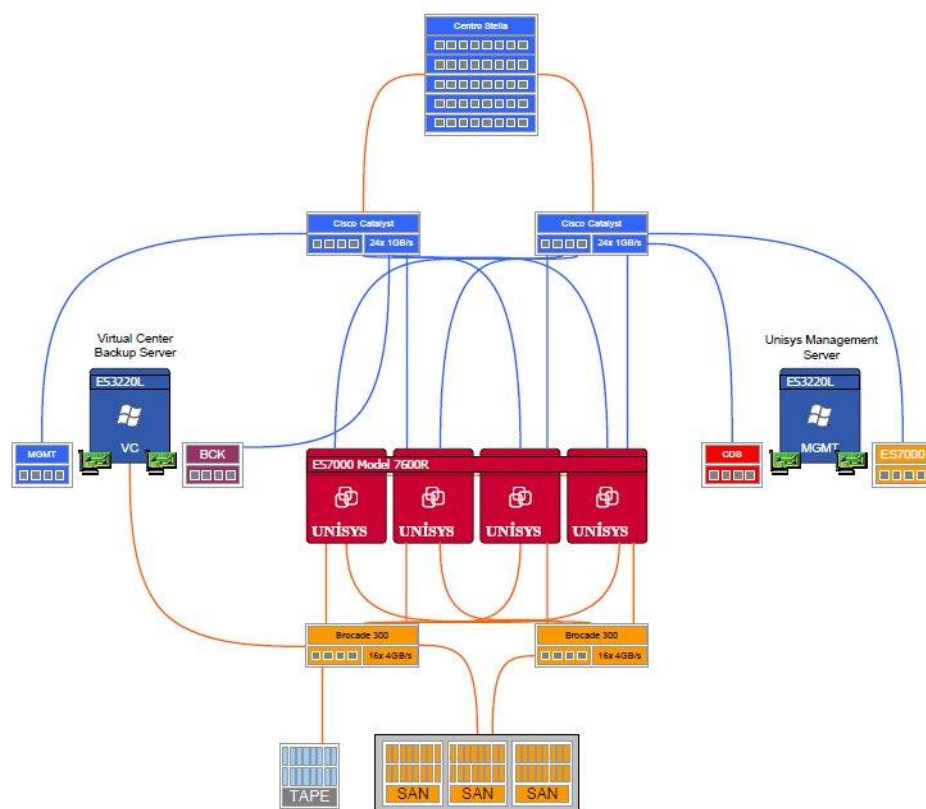 Centro Stella
Cisco Catalyst
24x 1GB/s
Cisco Catalyst
24x 1GB/s
Virtual Center
Backup Server
ES3220L
VC
MGMT
BCK
Unisys Management
Server
ES3220L
MGMT
CDB
ES7000
ES7000 Model 7600R
UNISYS
UNISYS
UNISYS
UNISYS
Brocade 300
16x 4GB/s
Brocade 300
16x 4GB/s
TAPE
SAN
SAN
SAN